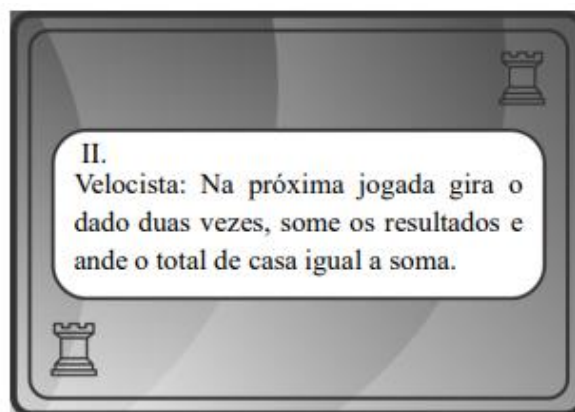 II.
Velocista: Na próxima jogada gira o
dado duas vezes, some os resultados e
ande o total de casa igual a soma.